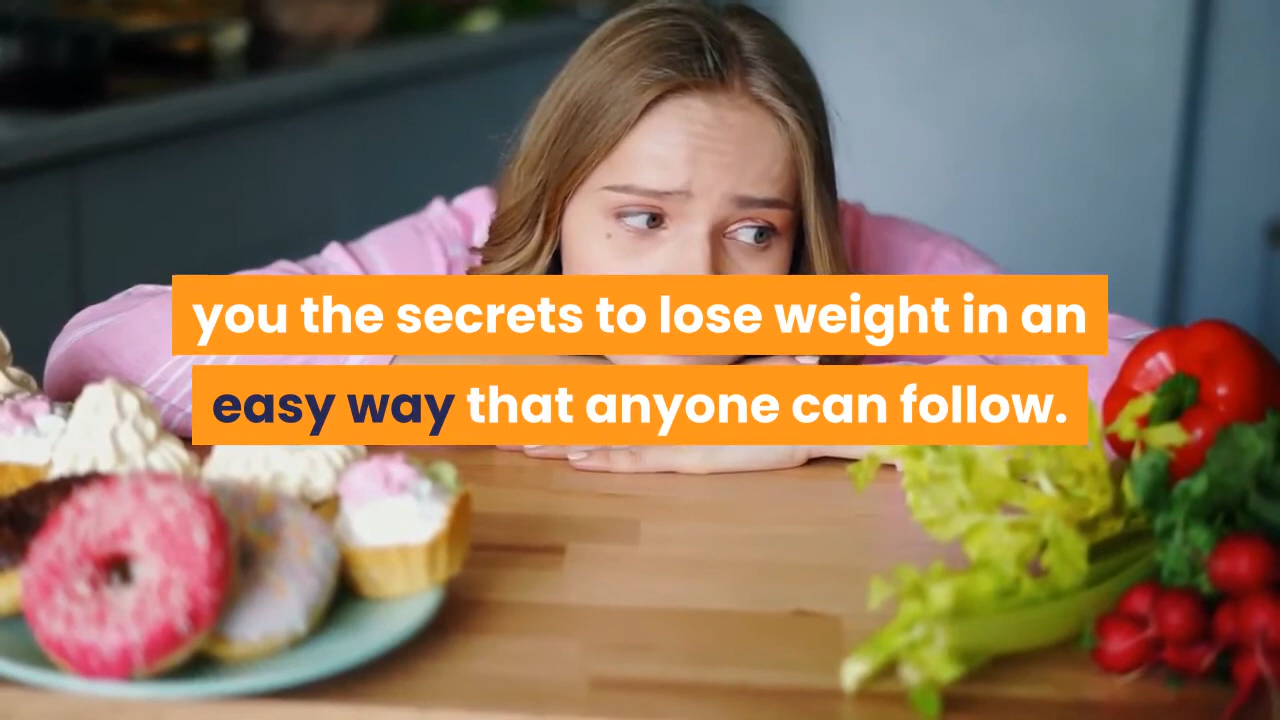 you the secrets to lose weight in an
easy way that anyone can follow.